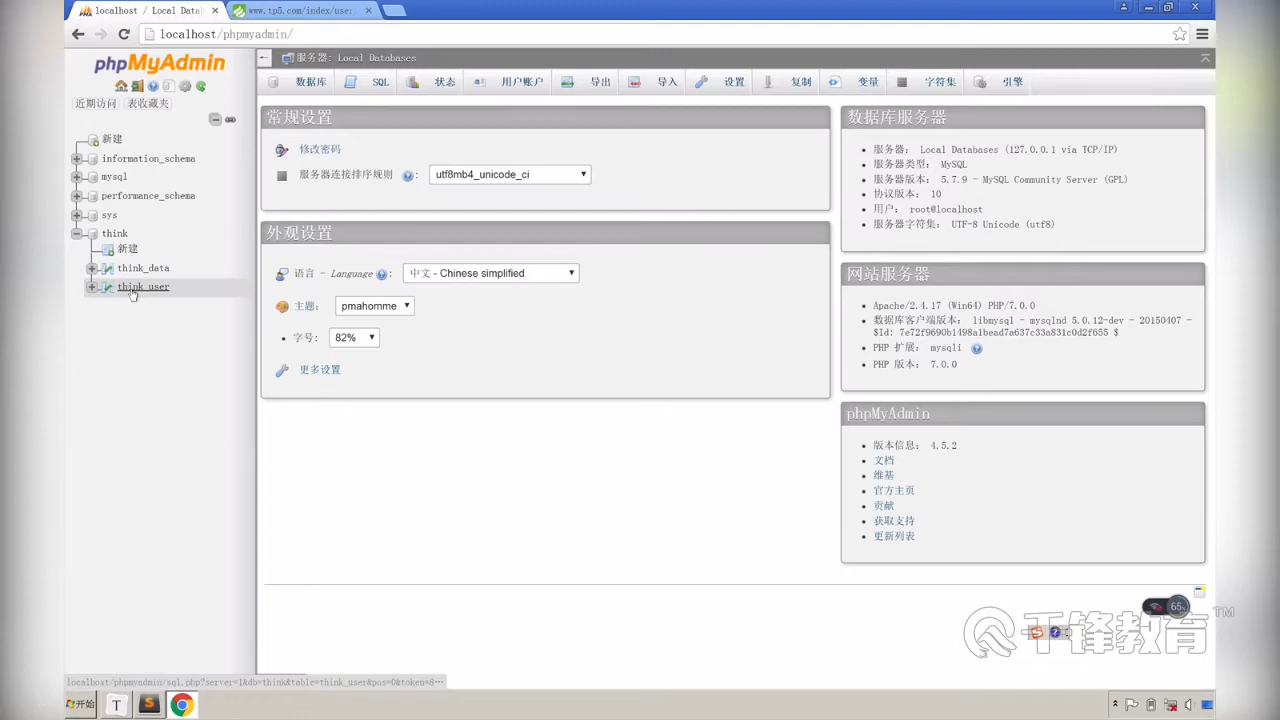 localhost / Local Datab
www.tp5.com/index/user
localhost/phpmyadmin/
phpMyAdmin
近期访问 表收藏夹
新建
information_schema
mysql
performance_schema
sys
think
新建
think_data
think_user
服务器: Local Databases
数据库 SQL 状态 用户账户 导出 导入 设置 复制 变量 字符集 引擎
常规设置
修改密码
服务器连接排序规则 : utf8mb4_unicode_ci
外观设置
语言 - Language : 中文 - Chinese simplified
主题: pmahomme
字号: 82%
更多设置
数据库服务器
服务器: Local Databases (127.0.0.1 via TCP/IP)
服务器类型: MySQL
服务器版本: 5.7.9 - MySQL Community Server (GPL)
协议版本: 10
用户: root@localhost
服务器字符集: UTF-8 Unicode (utf8)
网站服务器
Apache/2.4.17 (Win64) PHP/7.0.0
数据库客户端版本: libmysql - mysqlnd 5.0.12-dev - 20150407 -
$Id: 7e72f9690b1498a1bead7a637c33a831c0d2f655 $
PHP 扩展: mysqli
PHP 版本: 7.0.0
phpMyAdmin
版本信息: 4.5.2
文档
维基
官方主页
贡献
获取支持
更新列表
65%
千锋教育 TM
localhost/phpmyadmin/sql.php?server=1&db=think&table=think_user&pos=0&token=8…
开始